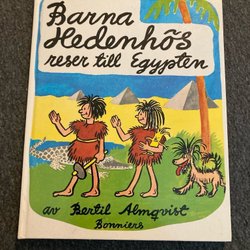 Barna
Hedenhös
reser till Egypten
av Bertil Almqvist
Bonniers